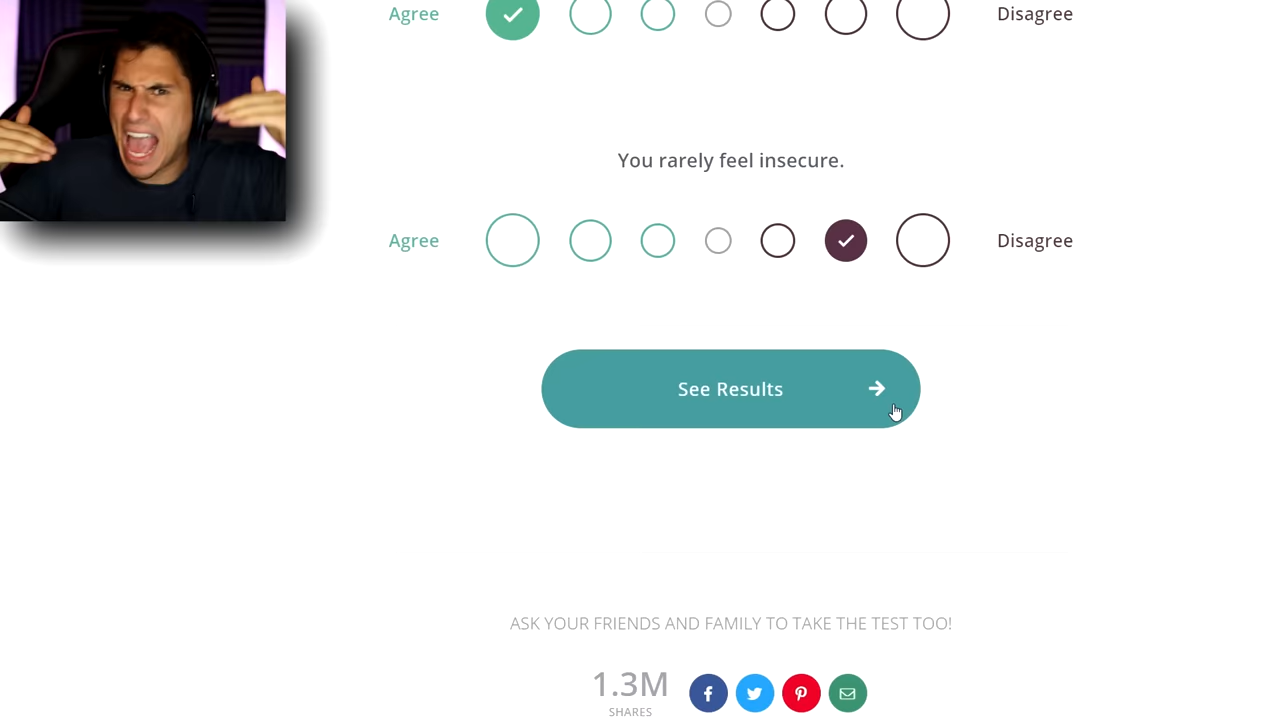 Agree Disagree
You rarely feel insecure.
Agree Disagree
See Results
ASK YOUR FRIENDS AND FAMILY TO TAKE THE TEST TOO!
1.3M
SHARES